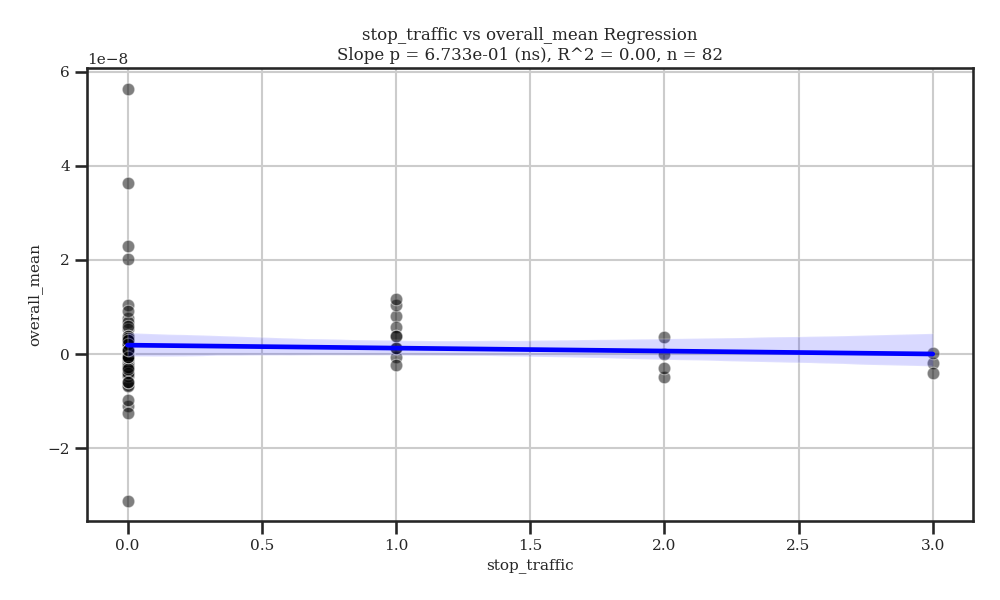 stop_traffic vs overall_mean Regression
Slope p = 6.733e-01 (ns), R^2 = 0.00, n = 82
1e−8
6
4
2
0
−2
overall_mean
0.0 0.5 1.0 1.5 2.0 2.5 3.0
stop_traffic